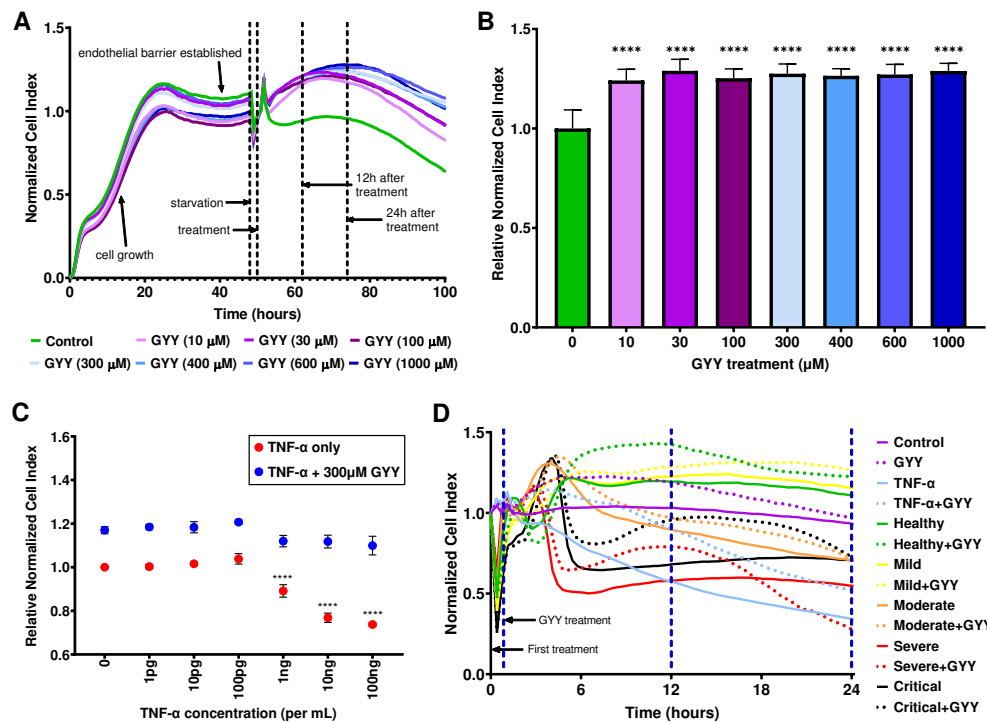 A
Normalized Cell Index
1.5
1.0
0.5
0.0
endothelial barrier established
starvation
treatment
cell growth
12h after
treatment
24h after
treatment
0 20 40 60 80 100
Time (hours)
Control GYY (10 µM) GYY (30 µM) GYY (100 µM)
GYY (300 µM) GYY (400 µM) GYY (600 µM) GYY (1000 µM)
B
Relative Normalized Cell Index
1.5
1.0
0.5
0.0
**** **** **** **** **** **** ****
0 10 30 100 300 400 600 1000
GYY treatment (µM)
C
Relative Normalized Cell Index
1.6
1.4
1.2
1.0
0.8
0.6
TNF-α only
TNF-α + 300µM GYY
****
****
****
0 1pg 10pg 100pg 1ng 10ng 100ng
TNF-α concentration (per mL)
D
Normalized Cell Index
1.5
1.0
0.5
0.0
GYY treatment
First treatment
0 6 12 18 24
Time (hours)
Control
GYY
TNF-α
TNF-α+GYY
Healthy
Healthy+GYY
Mild
Mild+GYY
Moderate
Moderate+GYY
Severe
Severe+GYY
Critical
Critical+GYY